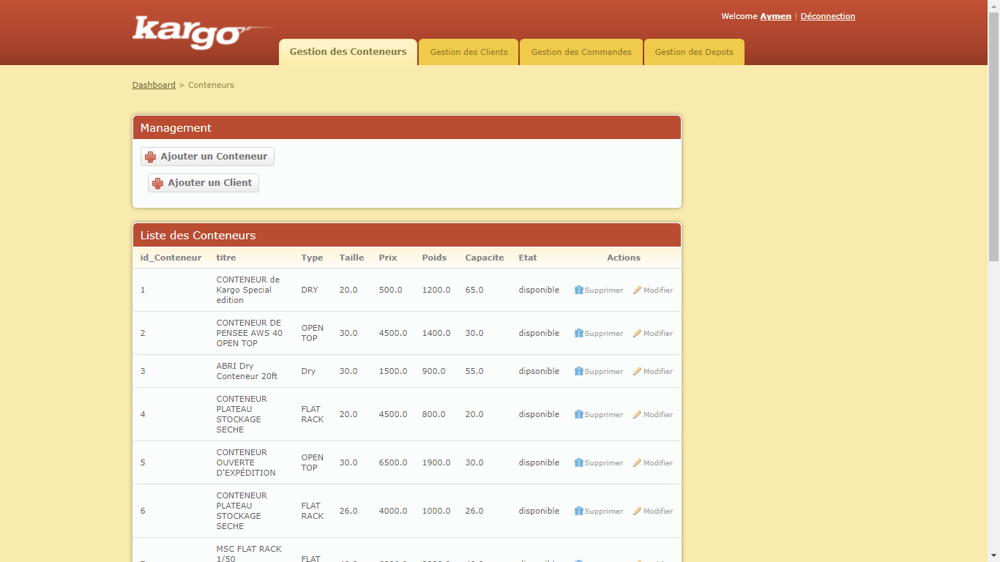 kargo
Welcome Aymen | Déconnection
Gestion des Conteneurs Gestion des Clients Gestion des Commandes Gestion des Depots
Dashboard > Conteneurs
Management
Ajouter un Conteneur
Ajouter un Client
Liste des Conteneurs
id_Conteneur titre Type Taille Prix Poids Capacite Etat Actions
1 CONTENEUR de Kargo Special edition DRY 20.0 500.0 1200.0 65.0 disponible Supprimer Modifier
2 CONTENEUR DE PENSEE AWS 40 OPEN TOP OPEN TOP 30.0 4500.0 1400.0 30.0 disponible Supprimer Modifier
3 ABRI Dry Conteneur 20ft Dry 30.0 1500.0 900.0 55.0 dipsonible Supprimer Modifier
4 CONTENEUR PLATEAU STOCKAGE SECHE FLAT RACK 20.0 4500.0 800.0 20.0 disponible Supprimer Modifier
5 CONTENEUR OUVERTE D'EXPÉDITION OPEN TOP 30.0 6500.0 1900.0 30.0 disponible Supprimer Modifier
6 CONTENEUR PLATEAU STOCKAGE SECHE FLAT RACK 26.0 4000.0 1000.0 26.0 disponible Supprimer Modifier
MSC FLAT RACK 1/50 FLAT